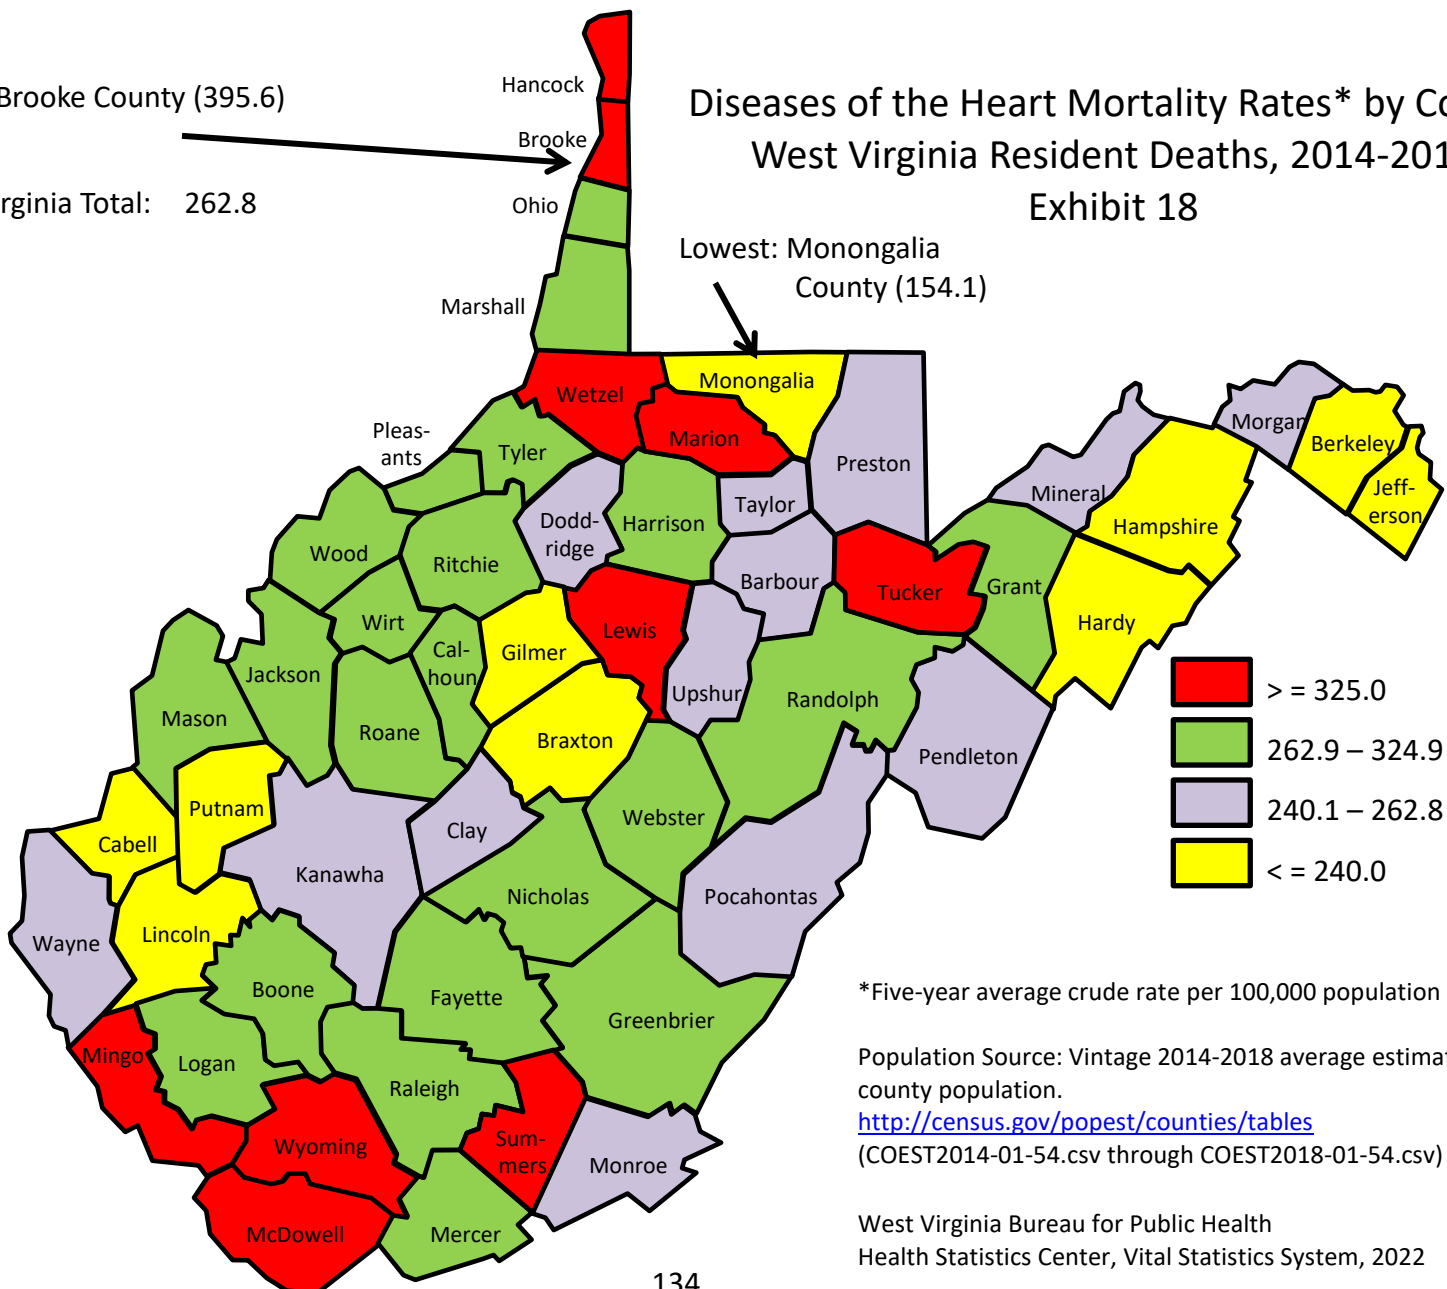 Brooke County (395.6)
rginia Total: 262.8
Diseases of the Heart Mortality Rates* by Co
West Virginia Resident Deaths, 2014-201
Exhibit 18
Lowest: Monongalia
County (154.1)
Hancock
Brooke
Ohio
Marshall
Wetzel
Monongalia
Marion
Preston
Pleas-
ants
Tyler
Dodd-
ridge
Harrison
Taylor
Mineral
Morgan
Berkeley
Jeff-
erson
Hampshire
Wood
Ritchie
Barbour
Tucker
Grant
Hardy
Wirt
Cal-
houn
Gilmer
Lewis
Upshur
Randolph
Jackson
Mason
Roane
Braxton
Pendleton
Putnam
Cabell
Kanawha
Clay
Webster
Nicholas
Pocahontas
Wayne
Lincoln
Boone
Fayette
Greenbrier
Mingo
Logan
Raleigh
Wyoming
Sum-
mers
Monroe
McDowell
Mercer
> = 325.0
262.9 – 324.9
240.1 – 262.8
< = 240.0
*Five-year average crude rate per 100,000 population
Population Source: Vintage 2014-2018 average estimat
county population.
http://census.gov/popest/counties/tables
(COEST2014-01-54.csv through COEST2018-01-54.csv)
West Virginia Bureau for Public Health
Health Statistics Center, Vital Statistics System, 2022
134